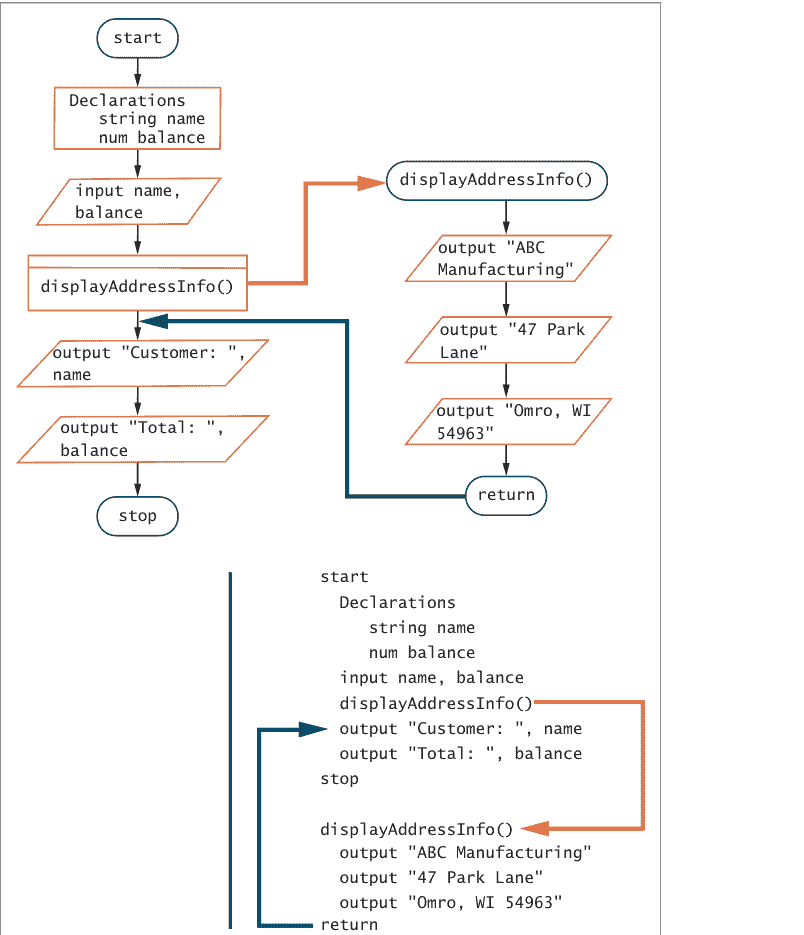 start
Declarations
string name
num balance
input name,
balance
displayAddressInfo()
output "Customer: ",
name
output "Total: ",
balance
stop
displayAddressInfo()
output "ABC
Manufacturing"
output "47 Park
Lane"
output "Omro, WI
54963"
return
start
Declarations
string name
num balance
input name, balance
displayAddressInfo()
output "Customer: ", name
output "Total: ", balance
stop
displayAddressInfo()
output "ABC Manufacturing"
output "47 Park Lane"
output "Omro, WI 54963"
return